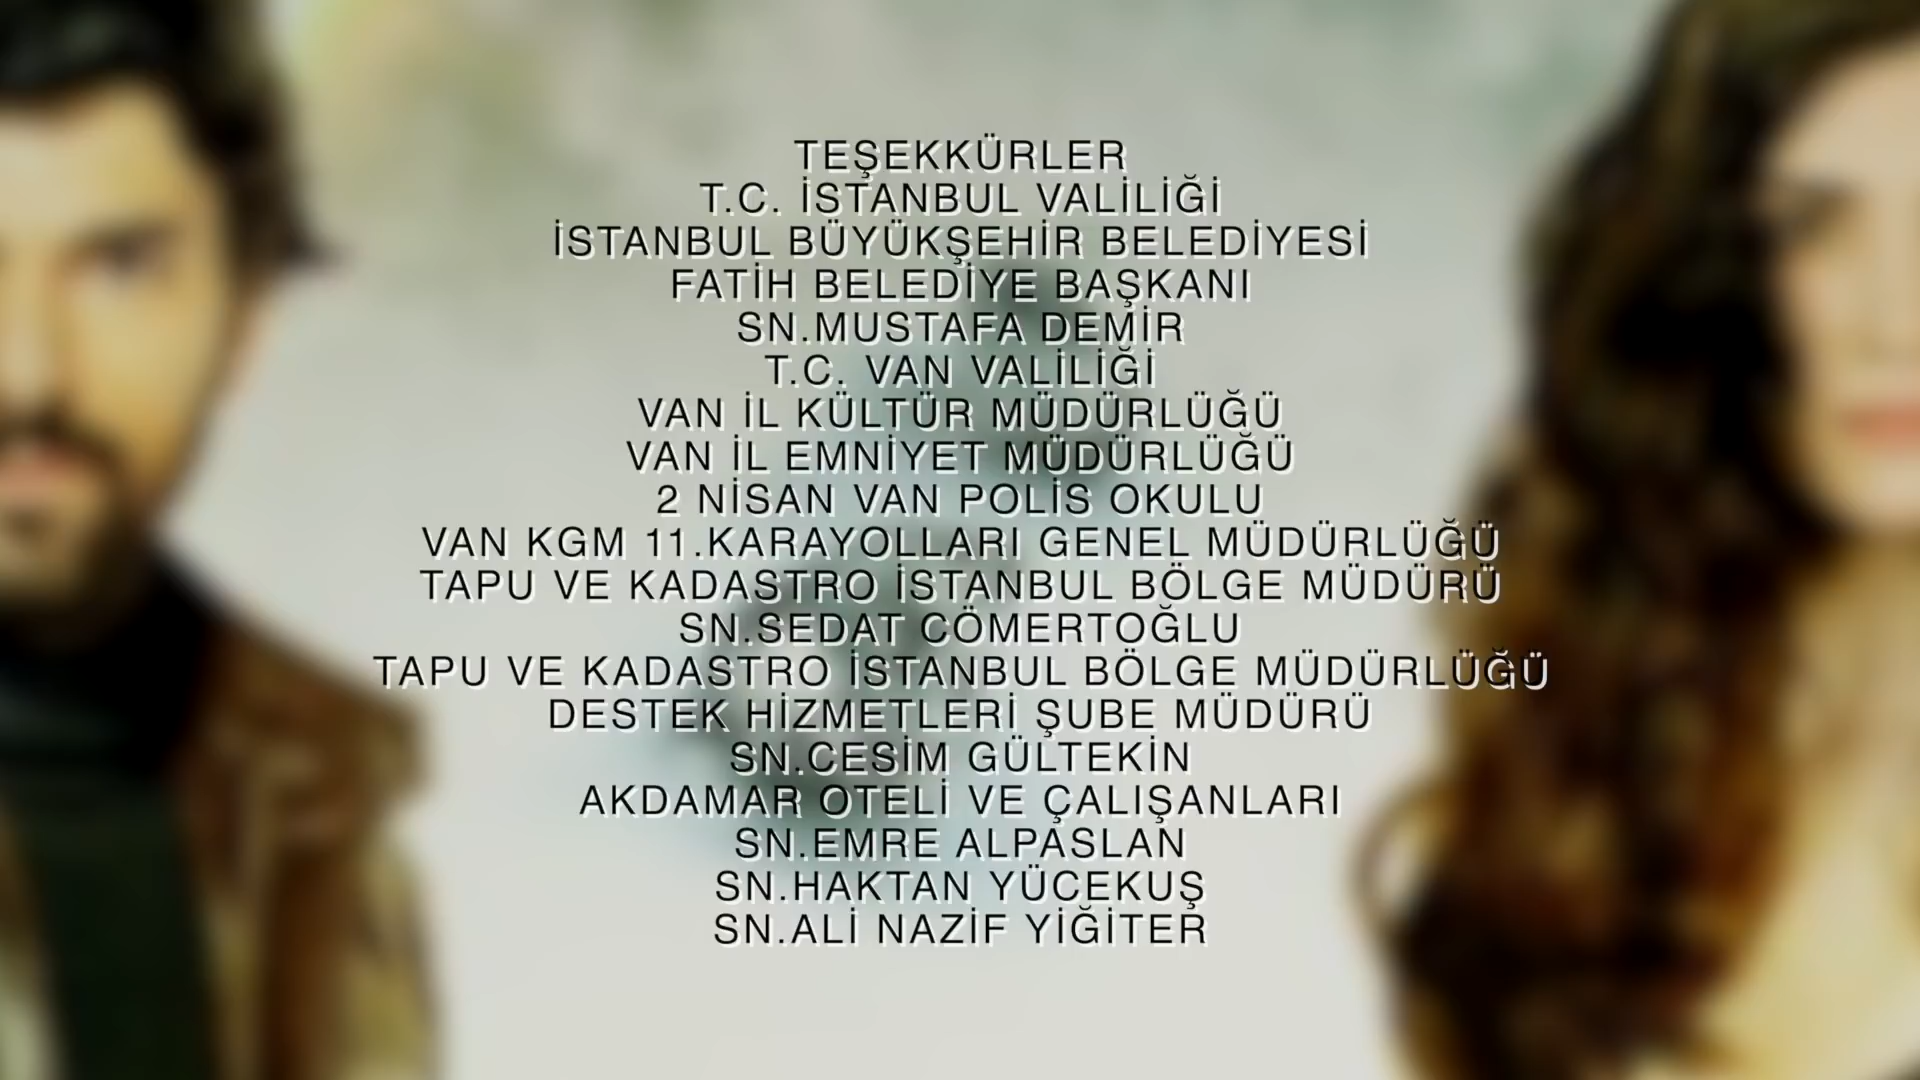 TEŞEKKÜRLER
T.C. İSTANBUL VALİLİĞİ
İSTANBUL BÜYÜKŞEHİR BELEDİYESİ
FATİH BELEDİYE BAŞKANI
SN.MUSTAFA DEMİR
T.C. VAN VALİLİĞİ
VAN İL KÜLTÜR MÜDÜRLÜĞÜ
VAN İL EMNİYET MÜDÜRLÜĞÜ
2 NİSAN VAN POLİS OKULU
VAN KGM 11.KARAYOLLARI GENEL MÜDÜRLÜĞÜ
TAPU VE KADASTRO İSTANBUL BÖLGE MÜDÜRÜ
SN.SEDAT CÖMERTOĞLU
TAPU VE KADASTRO İSTANBUL BÖLGE MÜDÜRLÜĞÜ
DESTEK HİZMETLERİ ŞUBE MÜDÜRÜ
SN.CESİM GÜLTEKİN
AKDAMAR OTELİ VE ÇALIŞANLARI
SN.EMRE ALPASLAN
SN.HAKTAN YÜCEKUŞ
SN.ALİ NAZİF YİĞİTER